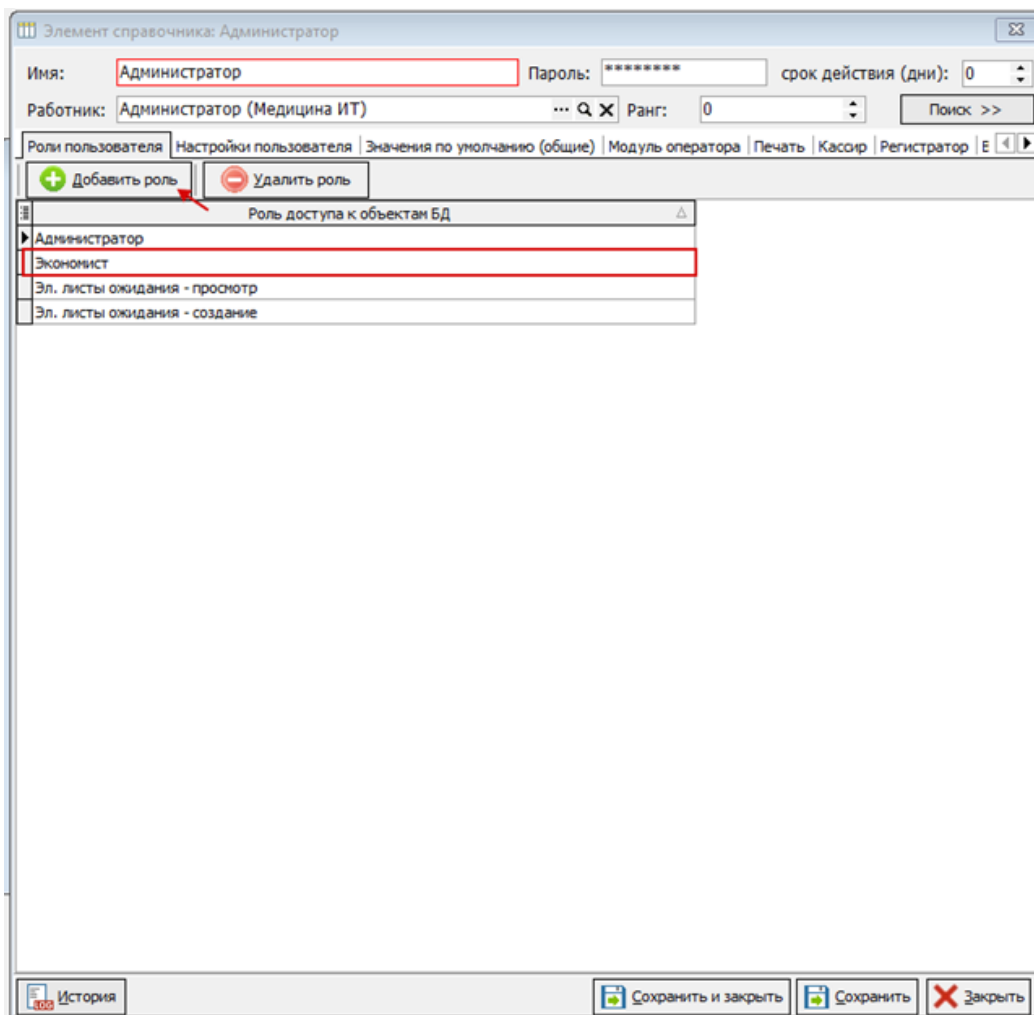 Элемент справочника: Администратор
Имя: Администратор Пароль: ******** срок действия (дни): 0
Работник: Администратор (Медицина ИТ) ... Ранг: 0 Поиск >>
Роли пользователя Настройки пользователя Значения по умолчанию (общие) Модуль оператора Печать Кассир Регистратор Е
Добавить роль Удалить роль
Роль доступа к объектам БД
Администратор
Экономист
Эл. листы ожидания - просмотр
Эл. листы ожидания - создание
LOG История Сохранить и закрыть Сохранить Закрыть